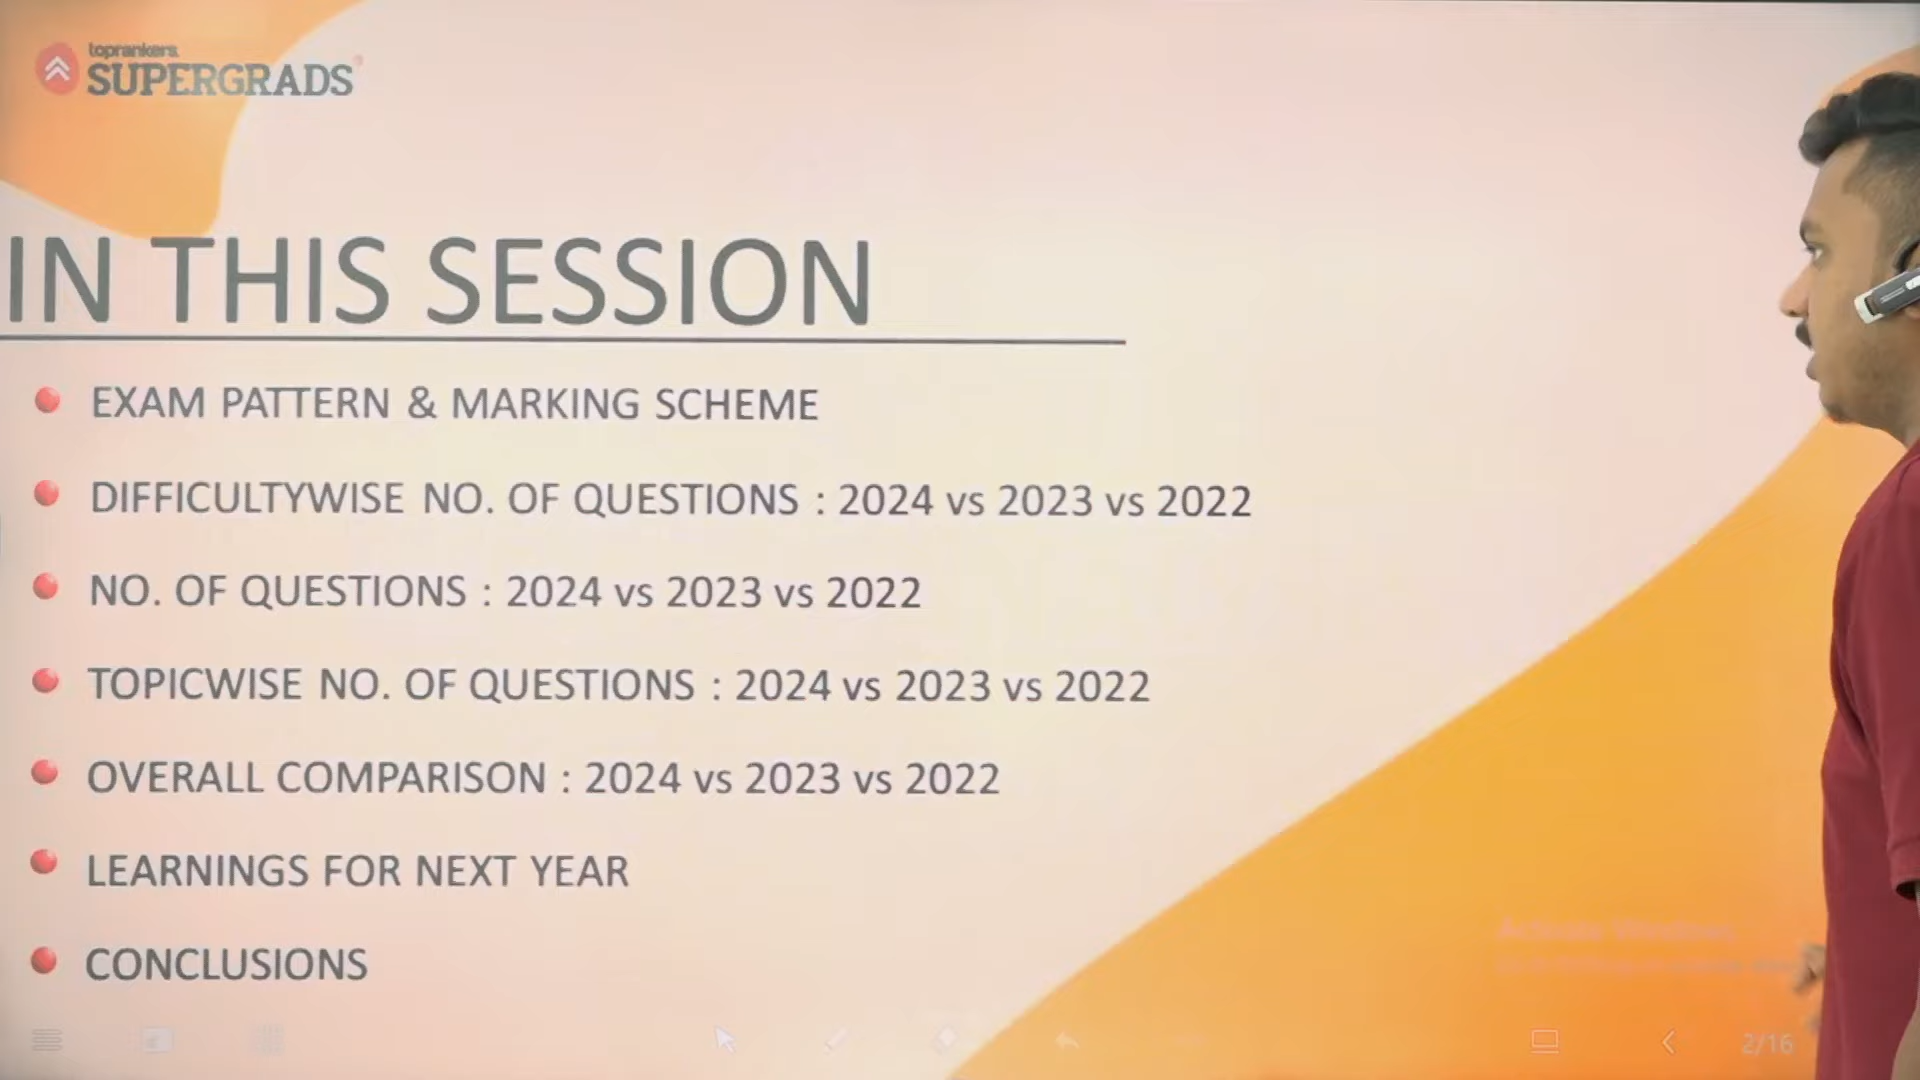 toprankers
SUPERGRADS
IN THIS SESSION
EXAM PATTERN & MARKING SCHEME
DIFFICULTYWISE NO. OF QUESTIONS : 2024 vs 2023 vs 2022
NO. OF QUESTIONS : 2024 vs 2023 vs 2022
TOPICWISE NO. OF QUESTIONS : 2024 vs 2023 vs 2022
OVERALL COMPARISON : 2024 vs 2023 vs 2022
LEARNINGS FOR NEXT YEAR
CONCLUSIONS
Activate Windows
2/16